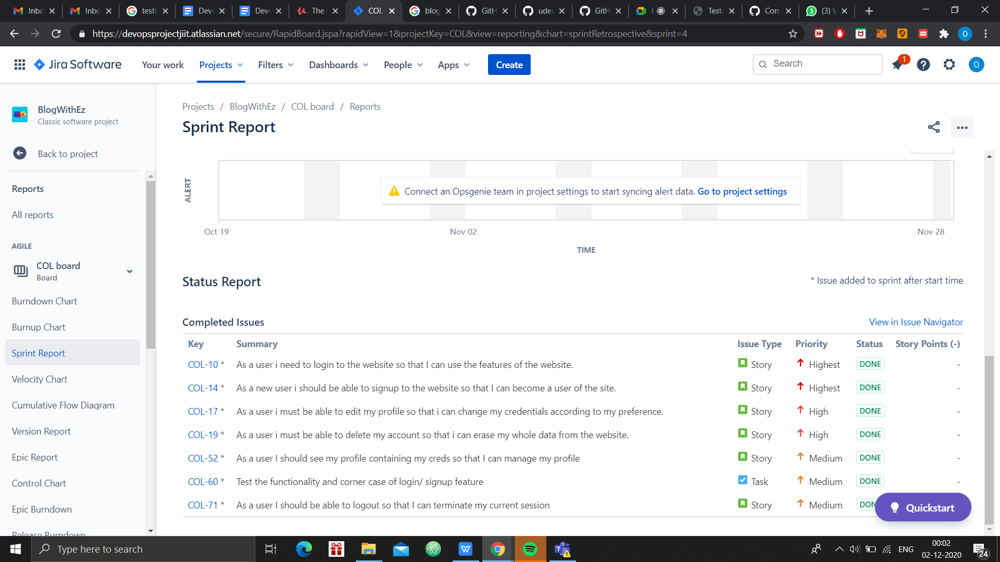 Inbo
Inbo
testi
Devo
Devo
The
COL
blog
GitH
uder
GitH
Test
Com
(3) W
https://devopsprojectjiit.atlassian.net/secure/RapidBoard.jspa?rapidView=1&projectKey=COL&view=reporting&chart=sprintRetrospective&sprint=4
O
Jira Software
Your work
Projects
Filters
Dashboards
People
Apps
Create
Search
1
O
BlogWithEz
Classic software project
Back to project
Reports
All reports
AGILE
COL board
Board
Burndown Chart
Burnup Chart
Sprint Report
Velocity Chart
Cumulative Flow Diagram
Version Report
Epic Report
Control Chart
Epic Burndown
Release Burndown
Projects / BlogWithEz / COL board / Reports
Sprint Report
ALERT
Connect an Opsgenie team in project settings to start syncing alert data. Go to project settings
Oct 19 Nov 02 Nov 28
TIME
Status Report
* Issue added to sprint after start time
Completed Issues
View in Issue Navigator
Key Summary Issue Type Priority Status Story Points (-)
COL-10 * As a user i need to login to the website so that I can use the features of the website. Story Highest DONE -
COL-14 * As a new user i should be able to signup to the website so that I can become a user of the site. Story Highest DONE -
COL-17 * As a user i must be able to edit my profile so that i can change my credentials according to my preference. Story High DONE -
COL-19 * As a user i must be able to delete my account so that i can erase my whole data from the website. Story High DONE -
COL-52 * As a user I should see my profile containing my creds so that I can manage my profile Story Medium DONE -
COL-60 * Test the functionality and corner case of login/ signup feature Task Medium DONE -
COL-71 * As a user I should be able to logout so that I can terminate my current session Story Medium DON
Quickstart
Type here to search
ENG
00:02
02-12-2020
24